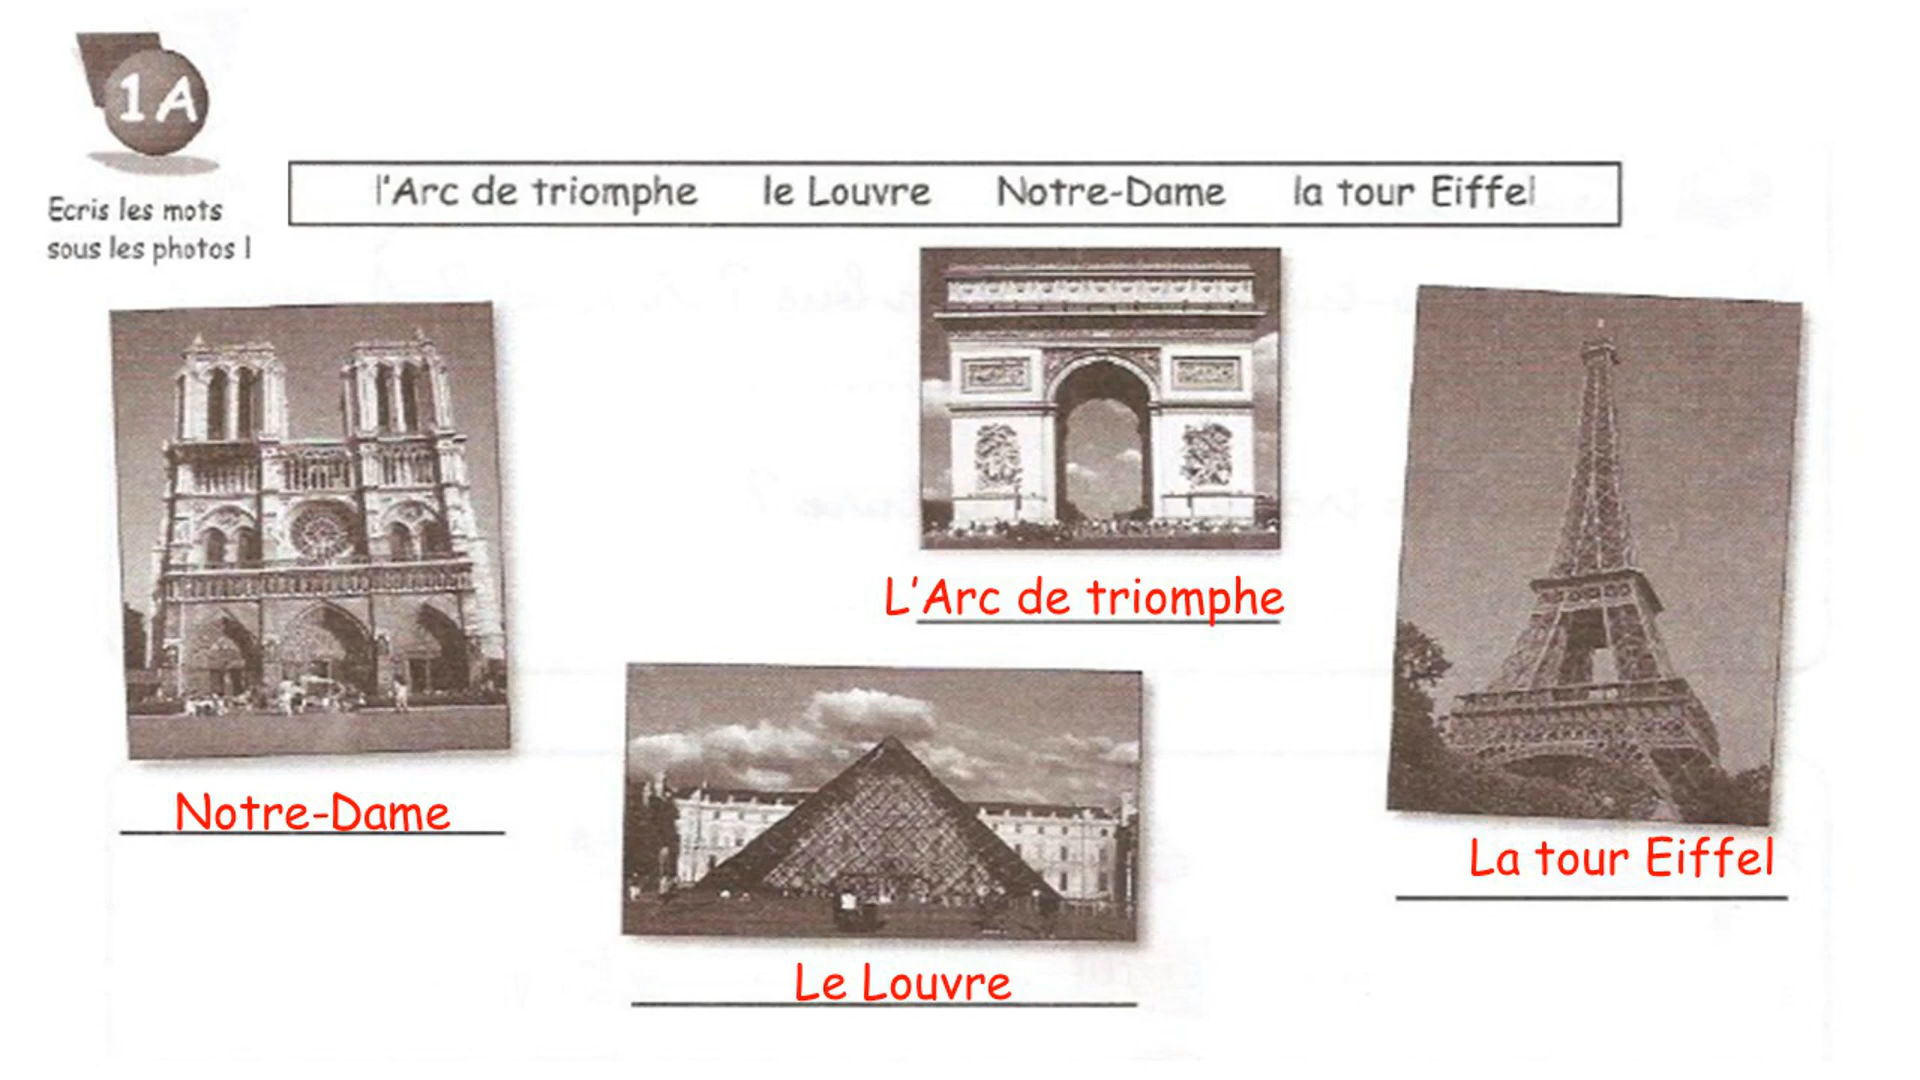 1A
Ecris les mots
sous les photos !
l'Arc de triomphe le Louvre Notre-Dame la tour Eiffel
L'Arc de triomphe
Notre-Dame
La tour Eiffel
Le Louvre